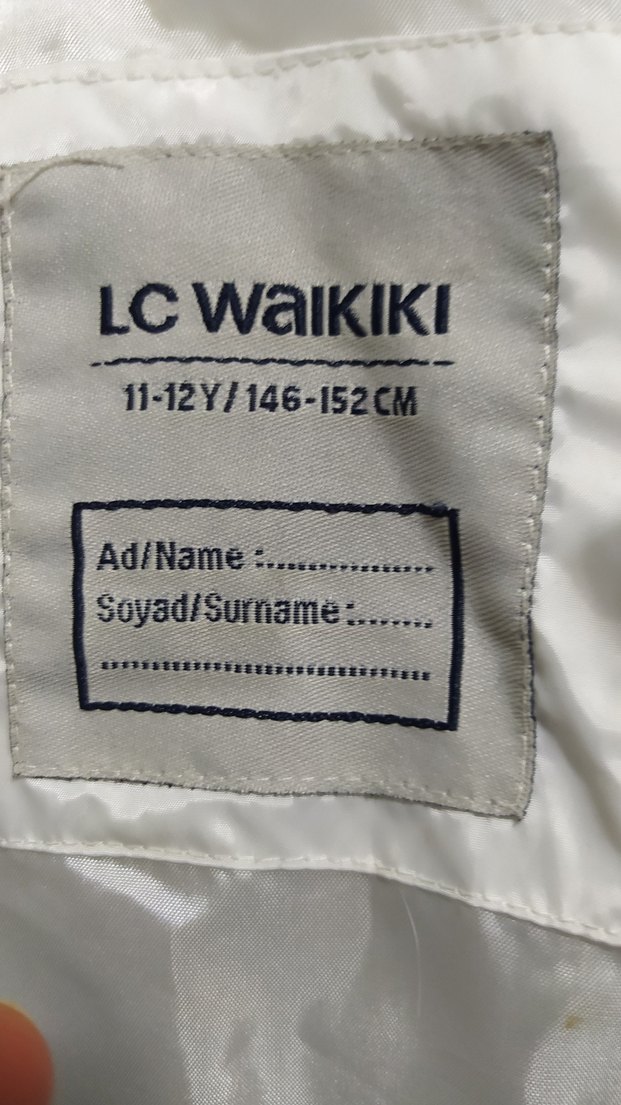 LC WaIKIKI
11-12Y/146-152CM
Ad/Name :..................
Soyad/Surname:.......
...................................